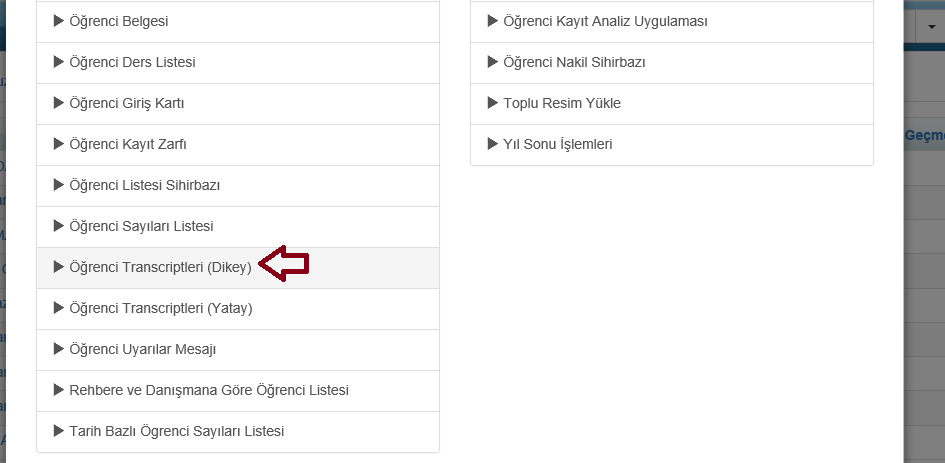 Öğrenci Belgesi
Öğrenci Ders Listesi
Öğrenci Giriş Kartı
Öğrenci Kayıt Zarfı
Öğrenci Listesi Sihirbazı
Öğrenci Sayıları Listesi
Öğrenci Transcriptleri (Dikey)
Öğrenci Transcriptleri (Yatay)
Öğrenci Uyarılar Mesajı
Rehbere ve Danışmana Göre Öğrenci Listesi
Tarih Bazlı Ögrenci Sayıları Listesi
Öğrenci Kayıt Analiz Uygulaması
Öğrenci Nakil Sihirbazı
Toplu Resim Yükle
Yıl Sonu İşlemleri